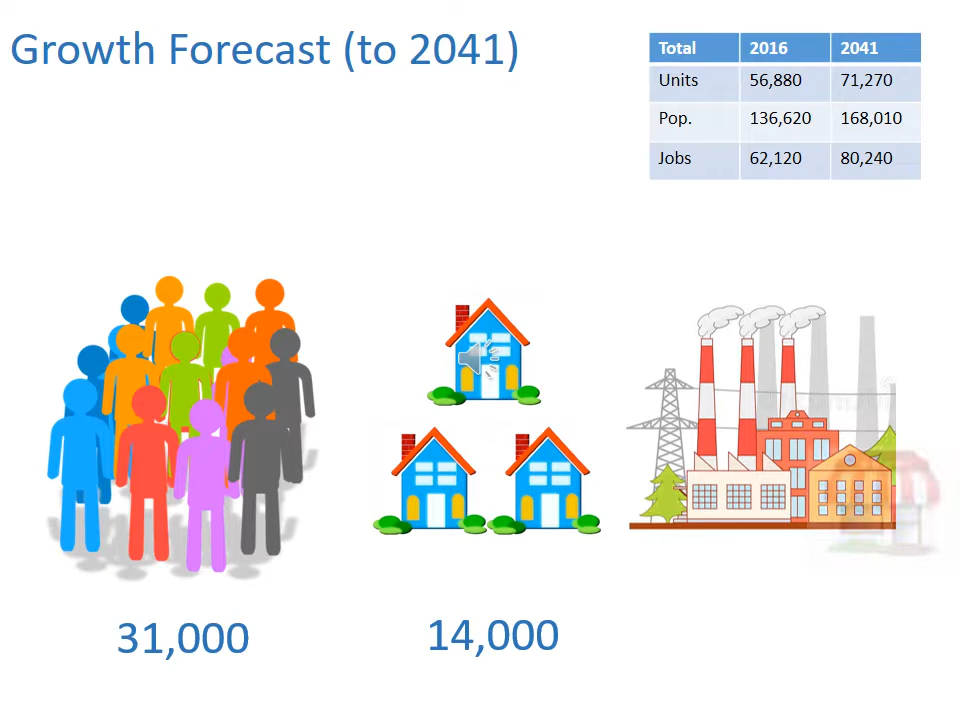 Growth Forecast (to 2041)
Total 2016 2041
Units 56,880 71,270
Pop. 136,620 168,010
Jobs 62,120 80,240
31,000
14,000